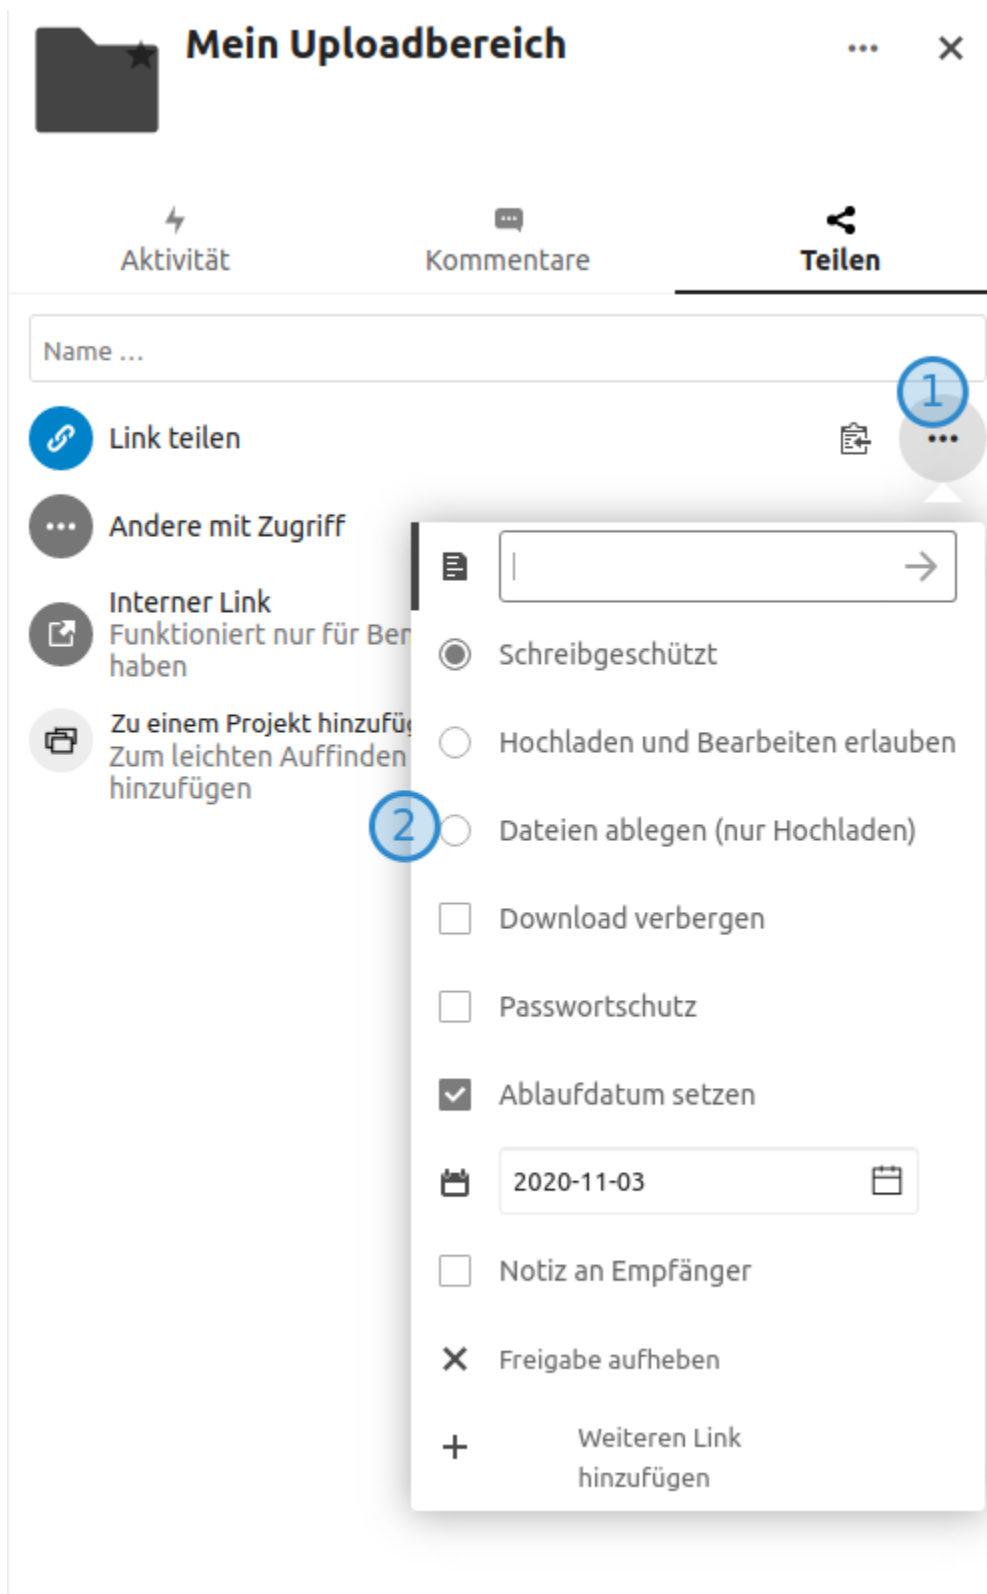 Mein Uploadbereich
Aktivität
Kommentare
Teilen
Name ...
1
Link teilen
Andere mit Zugriff
Interner Link
Funktioniert nur für
haben
Zu einem Projekt
Zum leichten Auffinden
hinzufügen
Schreibgeschützt
Hochladen und Bearbeiten erlauben
2
Dateien ablegen (nur Hochladen)
Download verbergen
Passwortschutz
Ablaufdatum setzen
2020-11-03
Notiz an Empfänger
Freigabe aufheben
Weiteren Link
hinzufügen